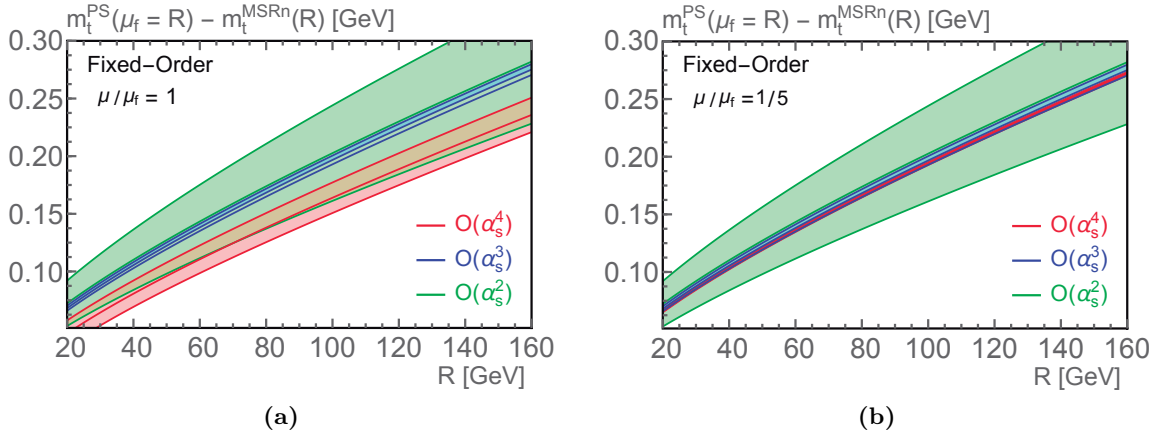 m_t^PS(μ_f = R) − m_t^MSRn(R) [GeV]
0.30
0.25
0.20
0.15
0.10
Fixed−Order
μ/μ_f = 1
O(α_s^4)
O(α_s^3)
O(α_s^2)
20 40 60 80 100 120 140 160
R [GeV]
(a)
m_t^PS(μ_f = R) − m_t^MSRn(R) [GeV]
0.30
0.25
0.20
0.15
0.10
Fixed−Order
μ/μ_f =1/5
O(α_s^4)
O(α_s^3)
O(α_s^2)
20 40 60 80 100 120 140 160
R [GeV]
(b)